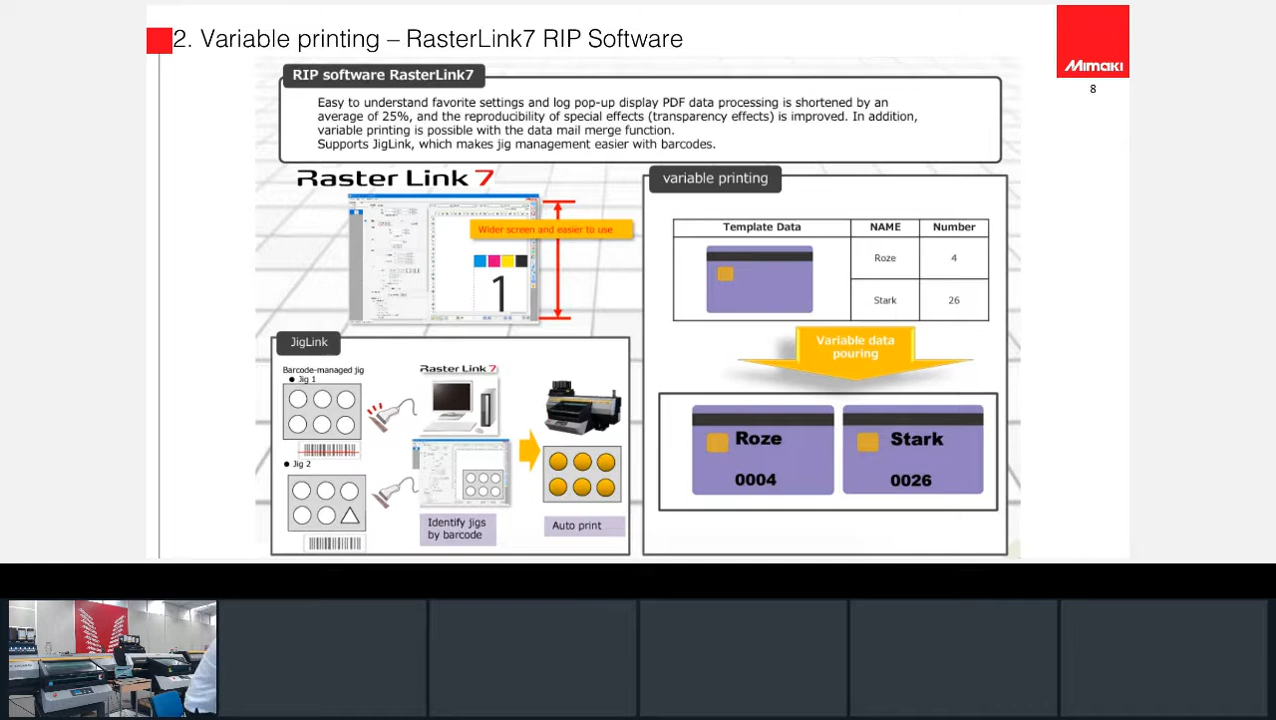 2. Variable printing – RasterLink7 RIP Software
Mimaki
8
RIP software RasterLink7
Easy to understand favorite settings and log pop-up display PDF data processing is shortened by an
average of 25%, and the reproducibility of special effects (transparency effects) is improved. In addition,
variable printing is possible with the data mail merge function.
Supports JigLink, which makes jig management easier with barcodes.
Raster Link 7
Wider screen and easier to use
1
JigLink
Barcode-managed jig
● Jig 1
● Jig 2
Raster Link 7
Identify jigs
by barcode
Auto print
variable printing
Template Data NAME Number
Roze 4
Stark 26
Variable data
pouring
Roze
0004
Stark
0026